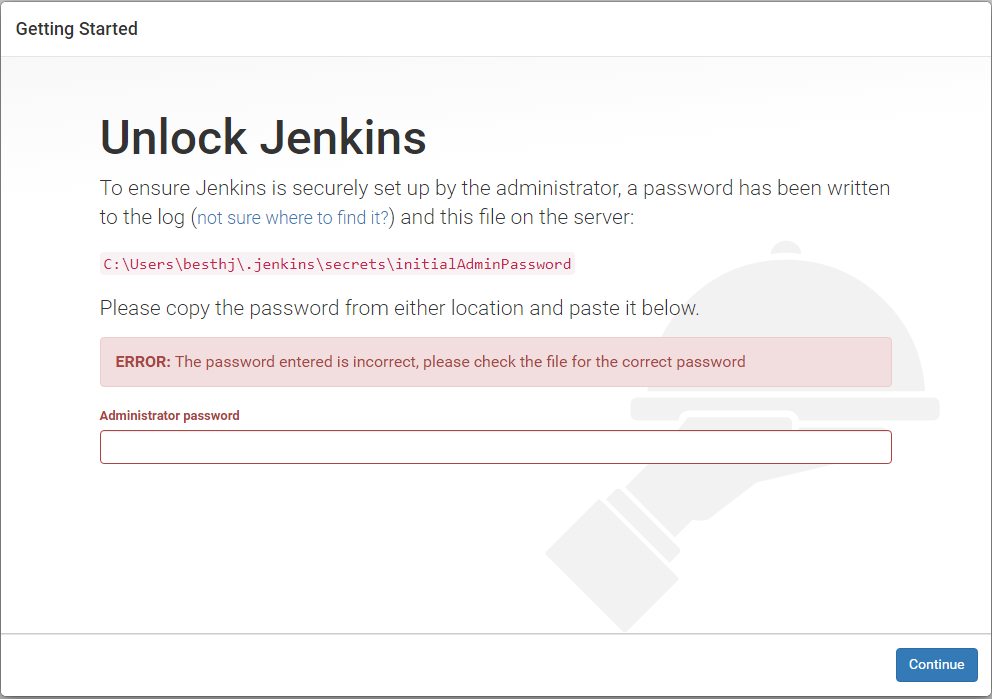 Getting Started
Unlock Jenkins
To ensure Jenkins is securely set up by the administrator, a password has been written
to the log (not sure where to find it?) and this file on the server:
C:\Users\besthj\.jenkins\secrets\initialAdminPassword
Please copy the password from either location and paste it below.
ERROR: The password entered is incorrect, please check the file for the correct password
Administrator password
Continue